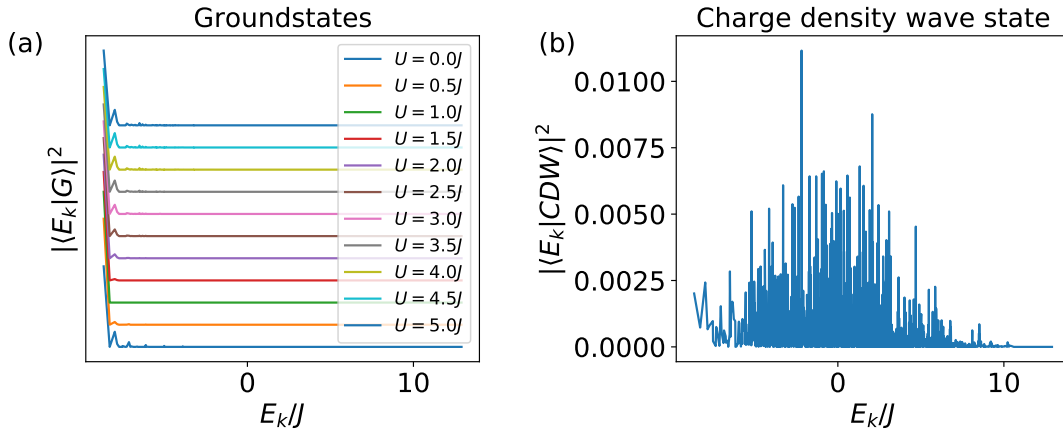 (a)
Groundstates
|⟨E_k|G⟩|^2
U = 0.0J
U = 0.5J
U = 1.0J
U = 1.5J
U = 2.0J
U = 2.5J
U = 3.0J
U = 3.5J
U = 4.0J
U = 4.5J
U = 5.0J
0
10
E_k/J
(b)
Charge density wave state
|⟨E_k|CDW⟩|^2
0.0100
0.0075
0.0050
0.0025
0.0000
0
10
E_k/J